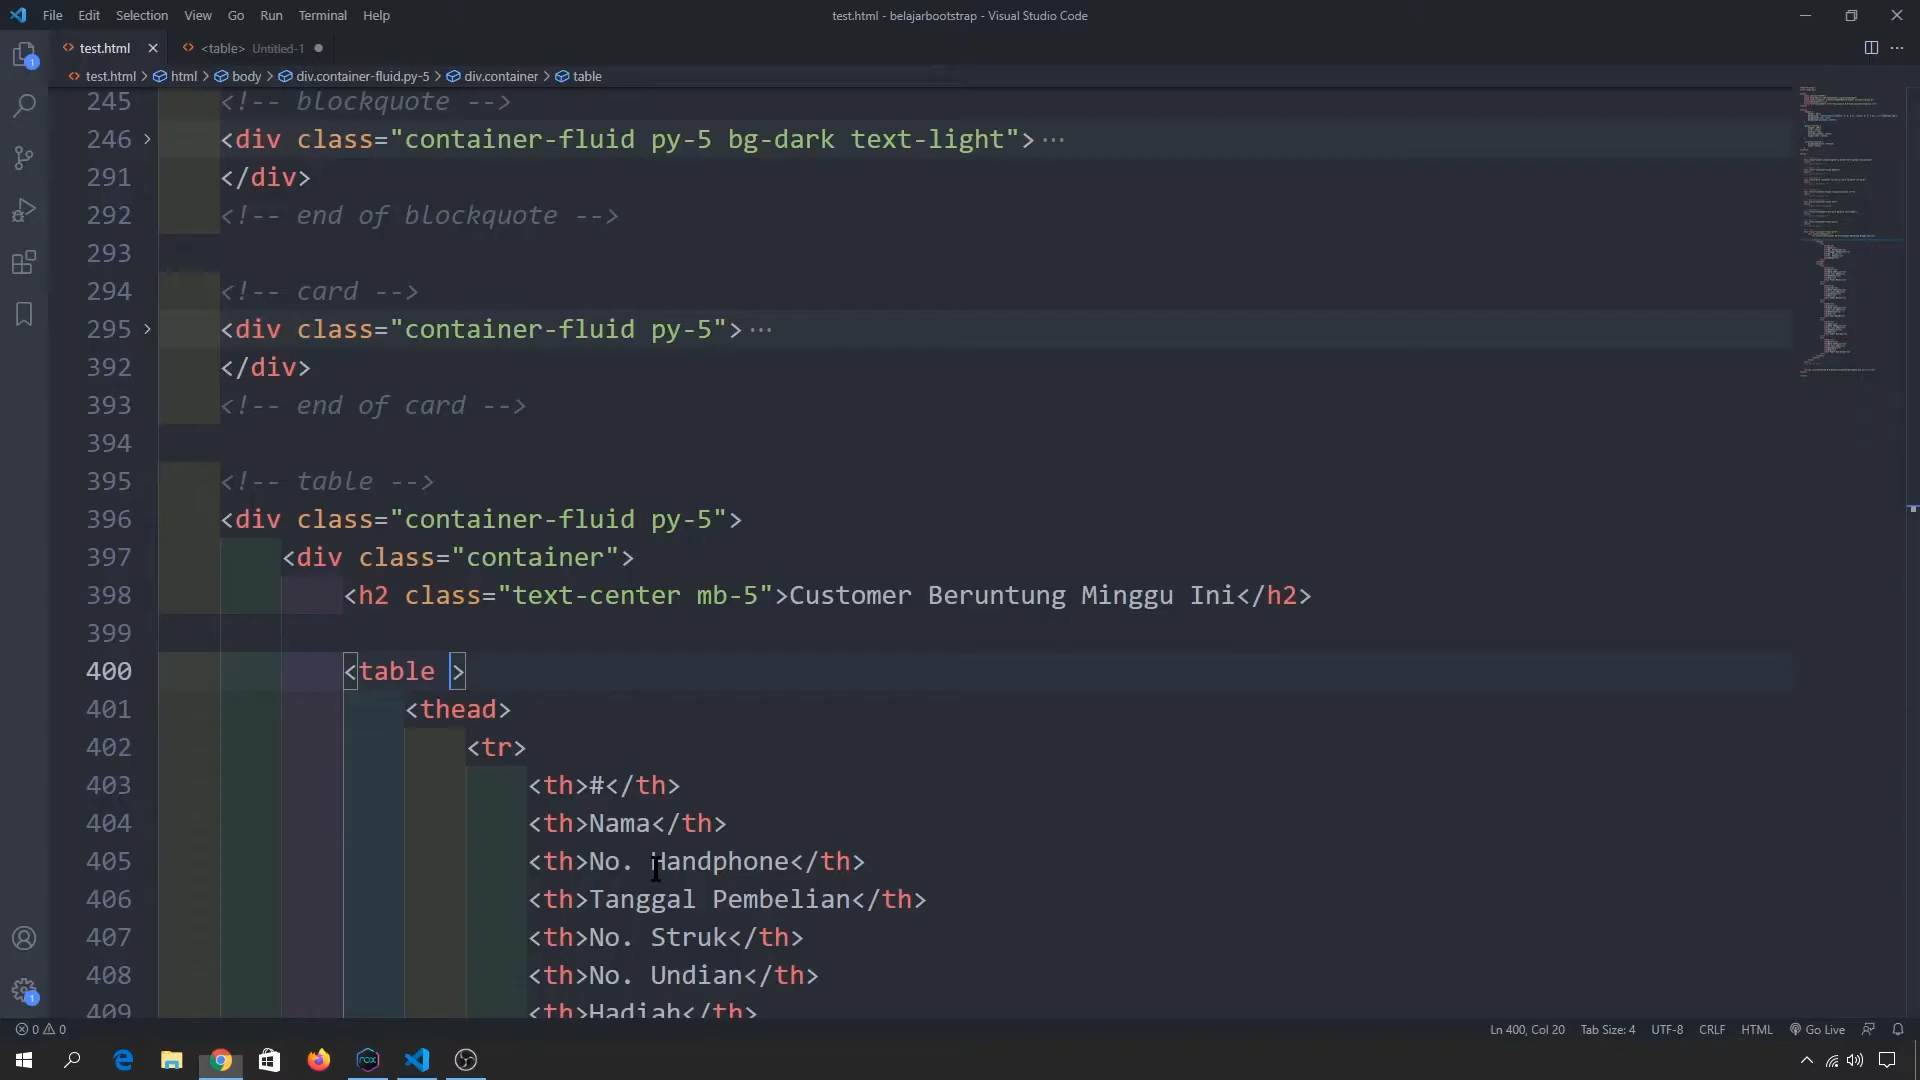 File Edit Selection View Go Run Terminal Help
test.html - belajarbootstrap - Visual Studio Code
test.html <table> Untitled-1
test.html > html > body > div.container-fluid.py-5 > div.container > table
245 <!-- blockquote -->
246 <div class="container-fluid py-5 bg-dark text-light"> ...
291 </div>
292 <!-- end of blockquote -->
293
294 <!-- card -->
295 <div class="container-fluid py-5"> ...
392 </div>
393 <!-- end of card -->
394
395 <!-- table -->
396 <div class="container-fluid py-5">
397 <div class="container">
398 <h2 class="text-center mb-5">Customer Beruntung Minggu Ini</h2>
399
400 <table >
401 <thead>
402 <tr>
403 <th>#</th>
404 <th>Nama</th>
405 <th>No. Handphone</th>
406 <th>Tanggal Pembelian</th>
407 <th>No. Struk</th>
408 <th>No. Undian</th>
409 <th>Hadiah</th>
0 0 Ln 400, Col 20 Tab Size: 4 UTF-8 CRLF HTML Go Live